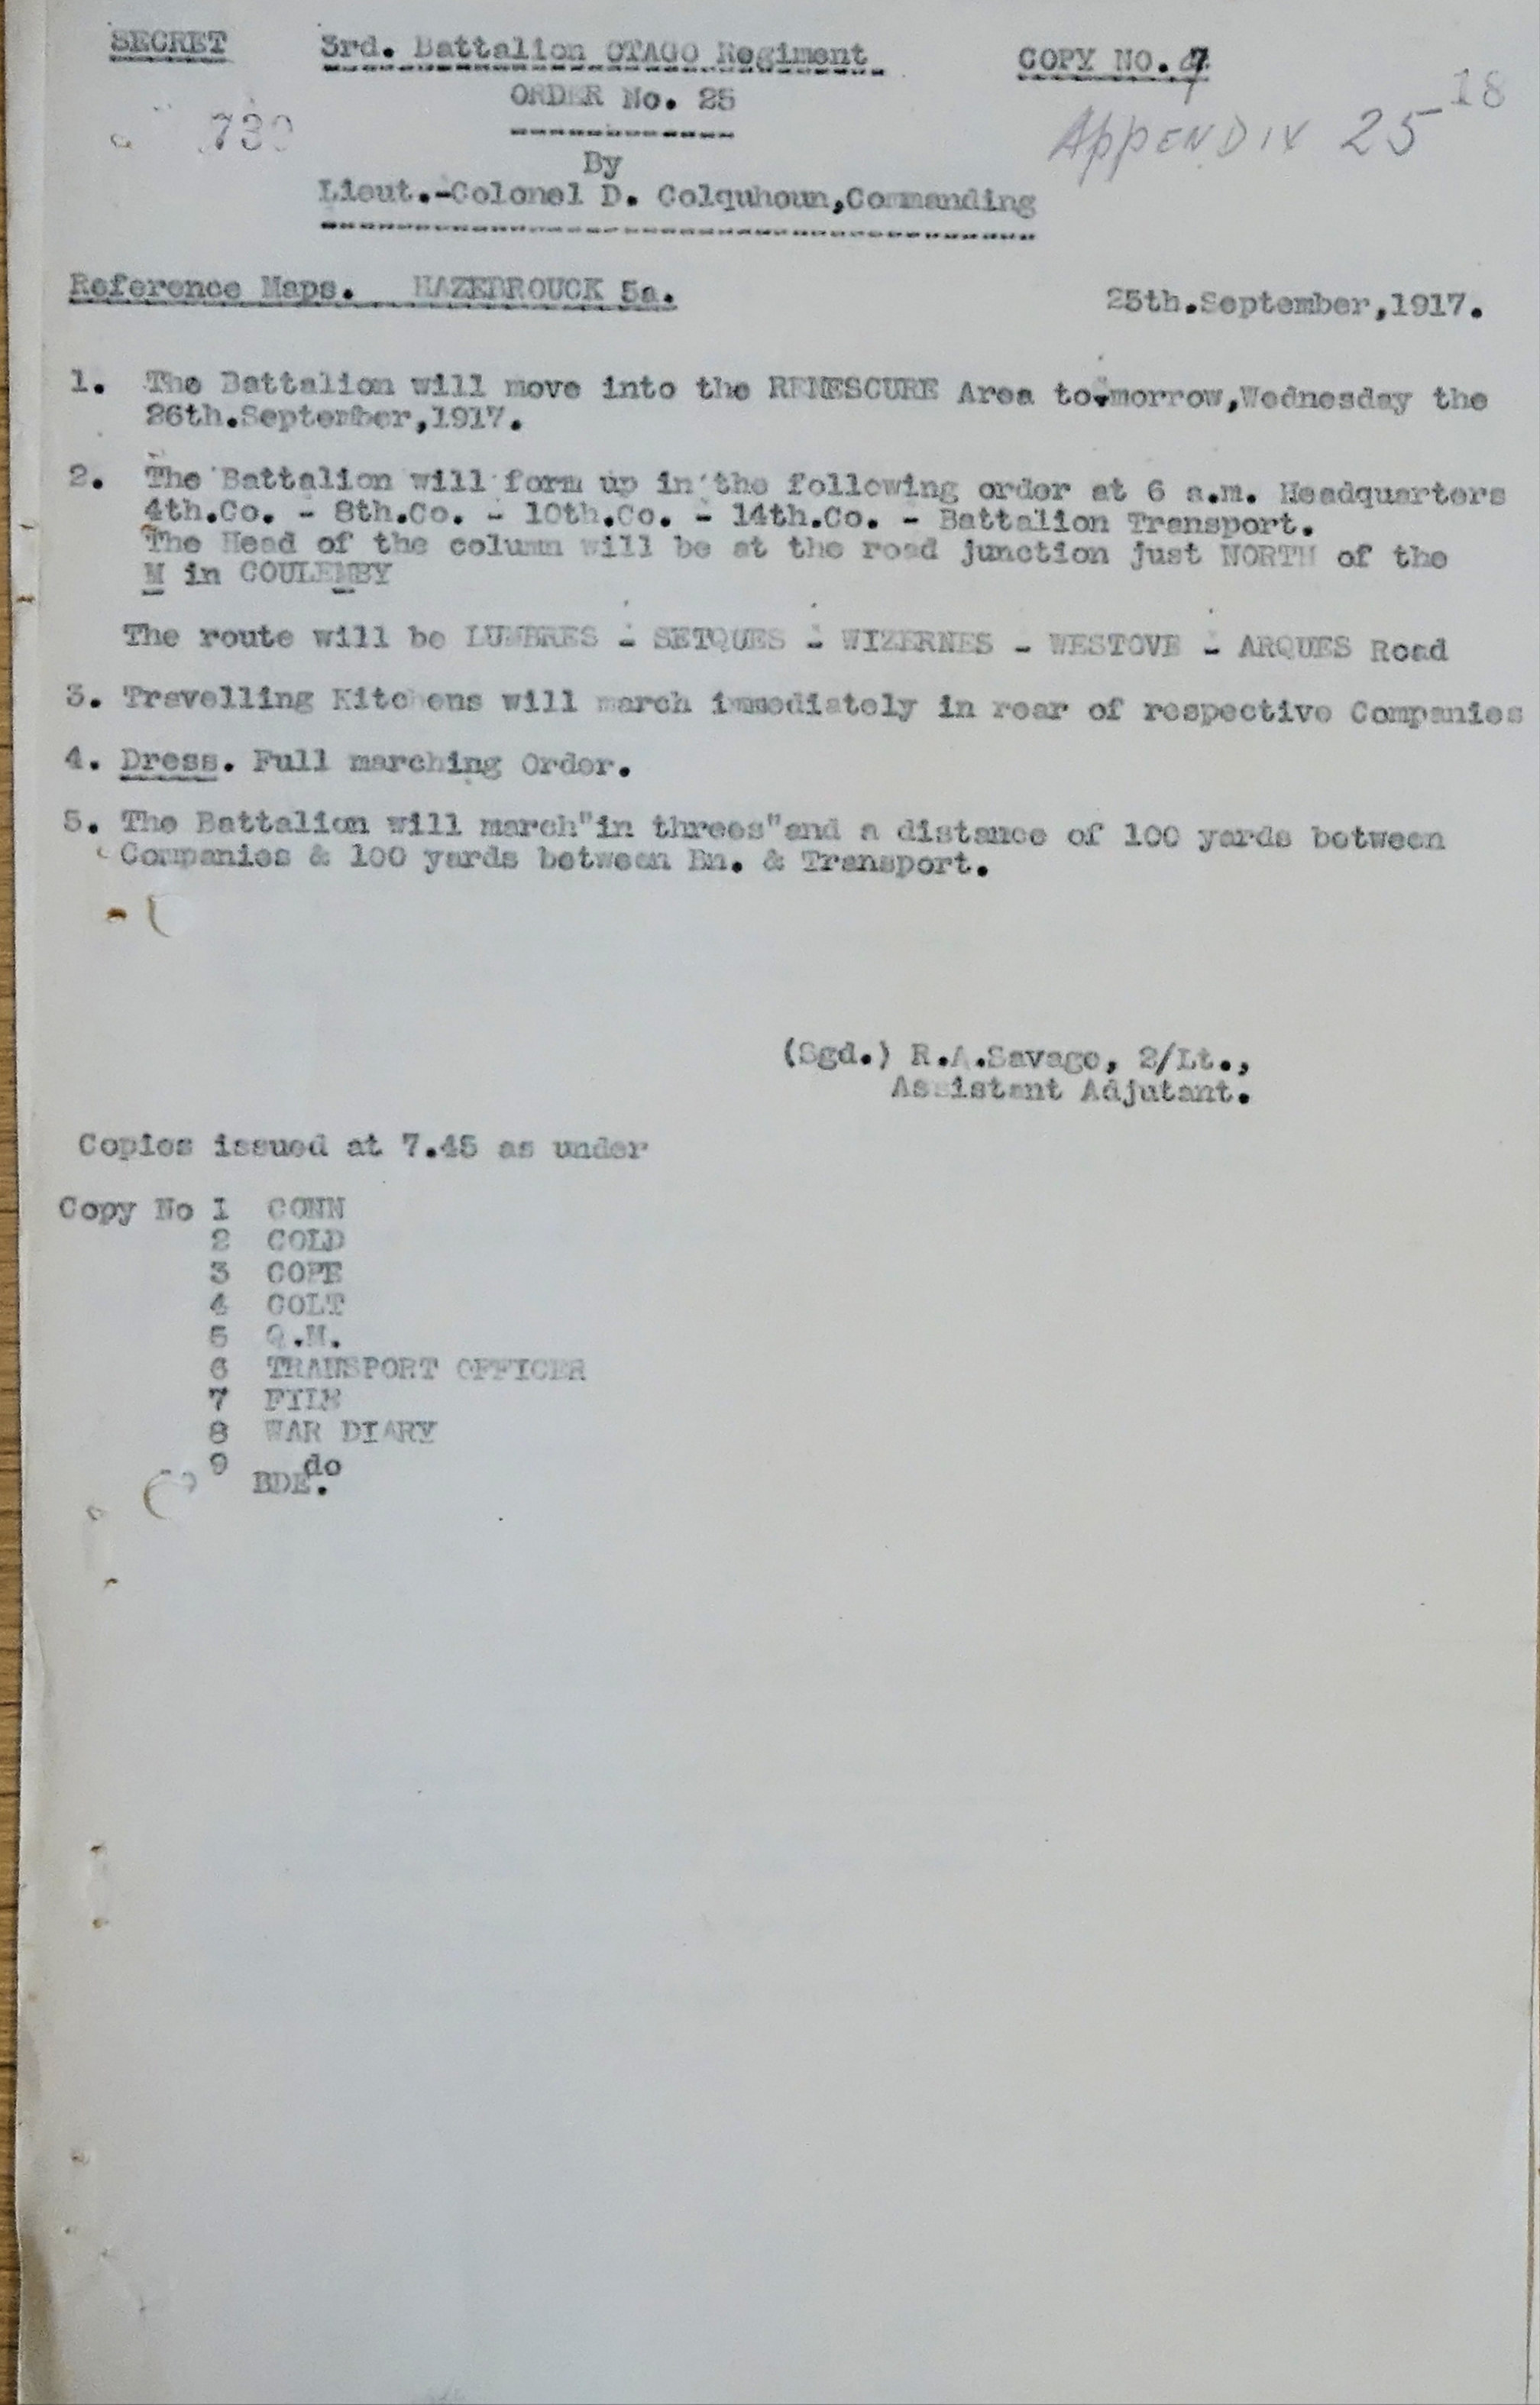 SECRET
3rd. Battalion OTAGO Regiment
COPY NO. 9
18
ORDER No. 25
APPENDIX 25
By
Lieut.-Colonel D. Colquhoun,Commanding
Reference Maps. HAZEBROUCK 5a.
25th.September,1917.
1. The Battalion will move into the RENESCURE Area to-morrow,Wednesday the
26th.September,1917.
2. The Battalion will form up in the following order at 6 a.m. Headquarters
4th.Co. - 8th.Co. - 10th.Co. - 14th.Co. - Battalion Transport.
The Head of the column will be at the road junction just NORTH of the
M in COULEMBY
The route will be LUMBRES - SETQUES - WIZERNES - WESTOVE - ARQUES Road
3. Travelling Kitchens will march immediately in rear of respective Companies
4. Dress. Full marching Order.
5. The Battalion will march"in threes"and a distance of 100 yards between
Companies & 100 yards between Bn. & Transport.
(Sgd.) R.A.Savage, 2/Lt.,
Assistant Adjutant.
Copies issued at 7.45 as under
Copy No 1 CONN
2 COLD
3 COPE
4 COLT
5 Q.M.
6 TRANSPORT OFFICER
7 FILE
8 WAR DIARY
9 do
BDE.